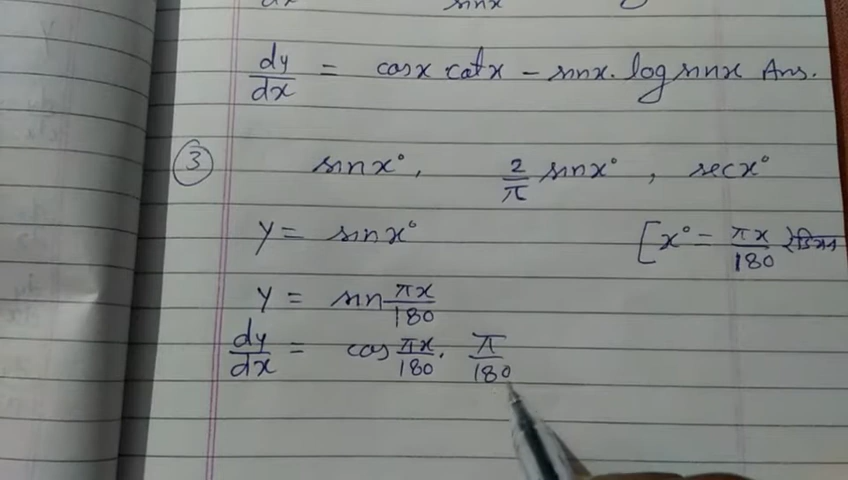 sinx
dy/dx = cosx cotx - sinx. log sinx Ans.
③ sinx°, 2/π sinx°, secx°
y = sinx° [x° = πx/180 रेडियन
y = sin πx/180
dy/dx = cos πx/180 . π/180